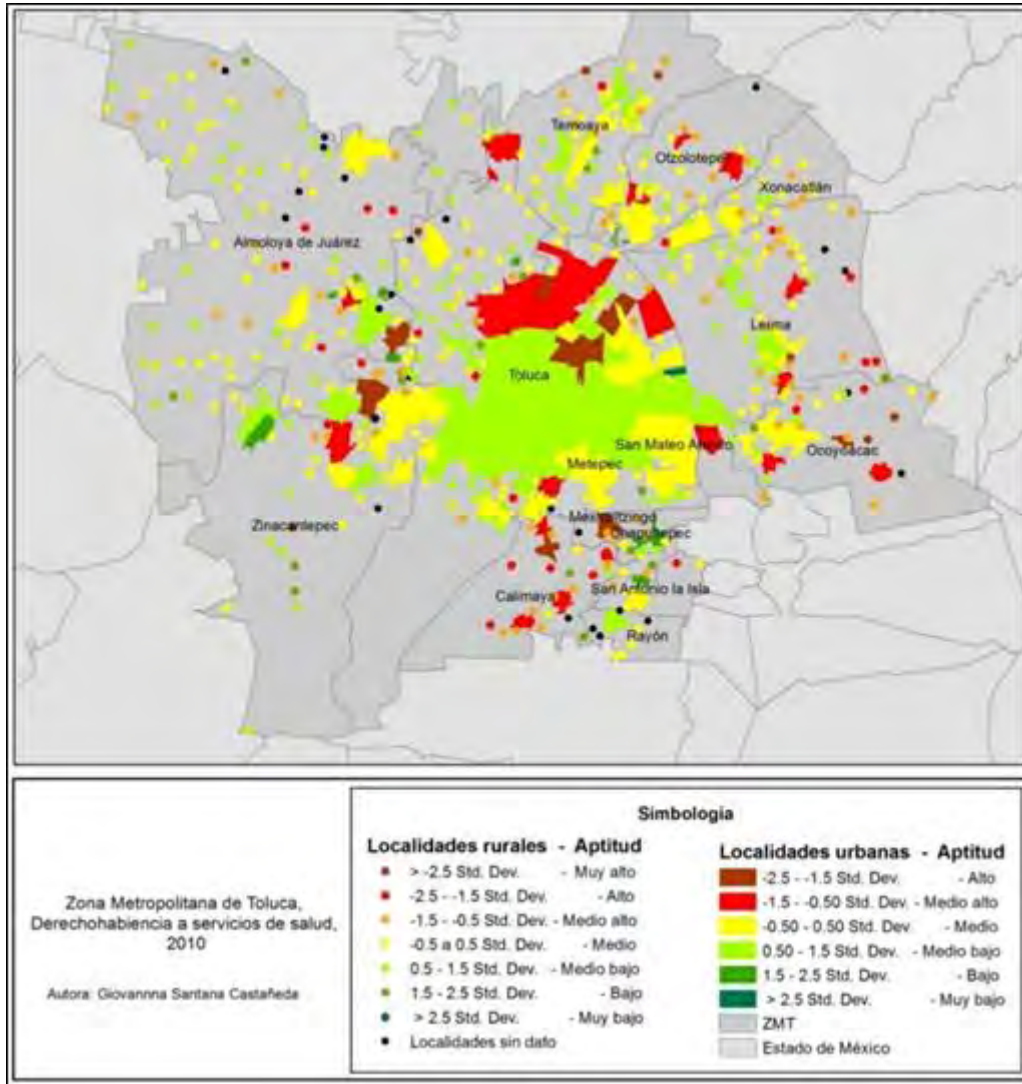 Temoaya
Otzolotepec
Xonacatlán
Almoloya de Juárez
Lerma
Toluca
San Mateo Atenco
Ocoyoacac
Metepec
Mexicaltzingo
Zinacantepec
Chapultepec
San Antonio la Isla
Calimaya
Rayón
Zona Metropolitana de Toluca,
Derechohabiencia a servicios de salud,
2010
Autora: Giovannna Santana Castañeda
Simbología
Localidades rurales - Aptitud
> -2.5 Std. Dev. - Muy alto
-2.5 - -1.5 Std. Dev. - Alto
-1.5 - -0.5 Std. Dev. - Medio alto
-0.5 a 0.5 Std. Dev. - Medio
0.5 - 1.5 Std. Dev. - Medio bajo
1.5 - 2.5 Std. Dev. - Bajo
> 2.5 Std. Dev. - Muy bajo
Localidades sin dato
Localidades urbanas - Aptitud
-2.5 - -1.5 Std. Dev. - Alto
-1.5 - -0.50 Std. Dev. - Medio alto
-0.50 - 0.50 Std. Dev. - Medio
0.50 - 1.5 Std. Dev. - Medio bajo
1.5 - 2.5 Std. Dev. - Bajo
> 2.5 Std. Dev. - Muy bajo
ZMT
Estado de México